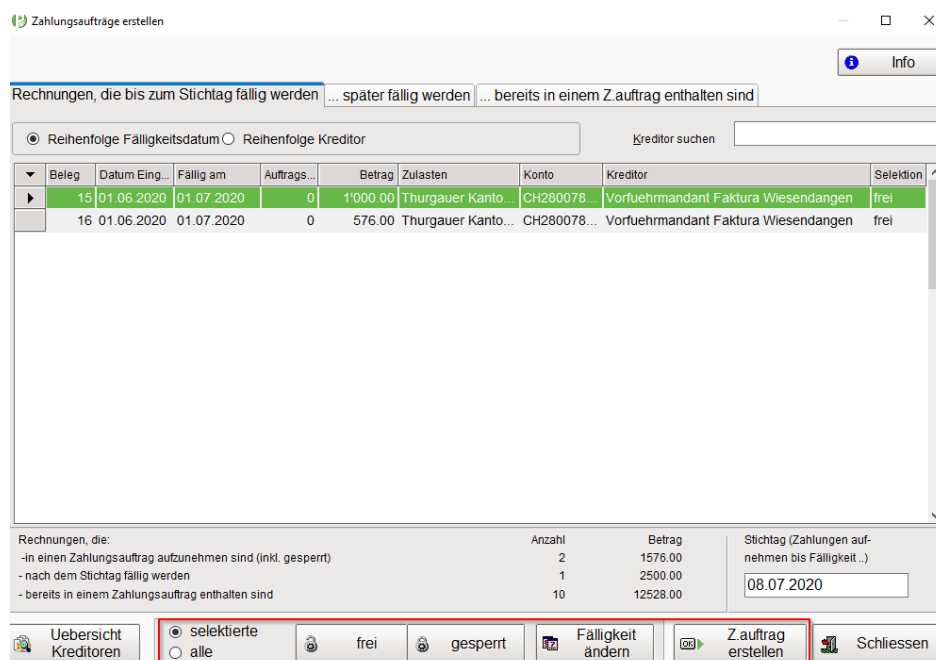 Zahlungsaufträge erstellen
Info
Rechnungen, die bis zum Stichtag fällig werden ... später fällig werden ... bereits in einem Z.auftrag enthalten sind
Reihenfolge Fälligkeitsdatum Reihenfolge Kreditor Kreditor suchen
Beleg Datum Eing... Fällig am Auftrags... Betrag Zulasten Konto Kreditor Selektion
15 01.06.2020 01.07.2020 0 1'000.00 Thurgauer Kanto... CH280078... Vorfuehrmandant Faktura Wiesendangen frei
16 01.06.2020 01.07.2020 0 576.00 Thurgauer Kanto... CH280078... Vorfuehrmandant Faktura Wiesendangen frei
Rechnungen, die: Anzahl Betrag Stichtag (Zahlungen auf-
-in einen Zahlungsauftrag aufzunehmen sind (inkl. gesperrt) 2 1576.00 nehmen bis Fälligkeit ..)
- nach dem Stichtag fällig werden 1 2500.00
08.07.2020
- bereits in einem Zahlungsauftrag enthalten sind 10 12528.00
Uebersicht
Kreditoren
selektierte
alle
frei
gesperrt
Fälligkeit
ändern
OK
Z.auftrag
erstellen
Schliessen